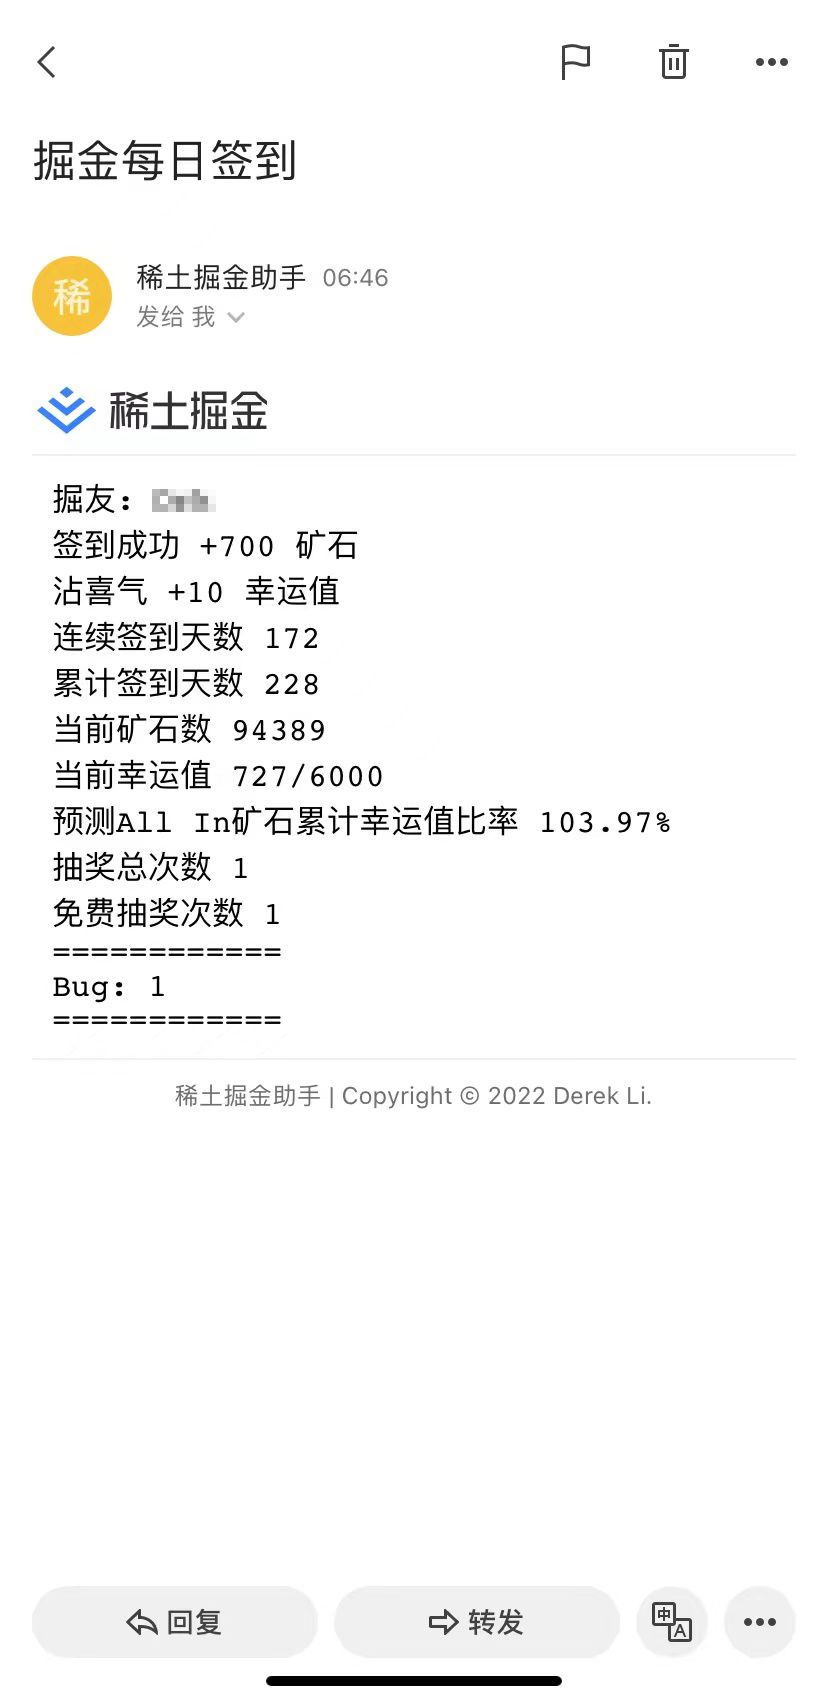 掘金每日签到
稀
稀土掘金助手 06:46
发给 我
稀土掘金
掘友:
签到成功 +700 矿石
沾喜气 +10 幸运值
连续签到天数 172
累计签到天数 228
当前矿石数 94389
当前幸运值 727/6000
预测All In矿石累计幸运值比率 103.97%
抽奖总次数 1
免费抽奖次数 1
============
Bug: 1
============
稀土掘金助手 | Copyright © 2022 Derek Li.
回复
转发
中
A